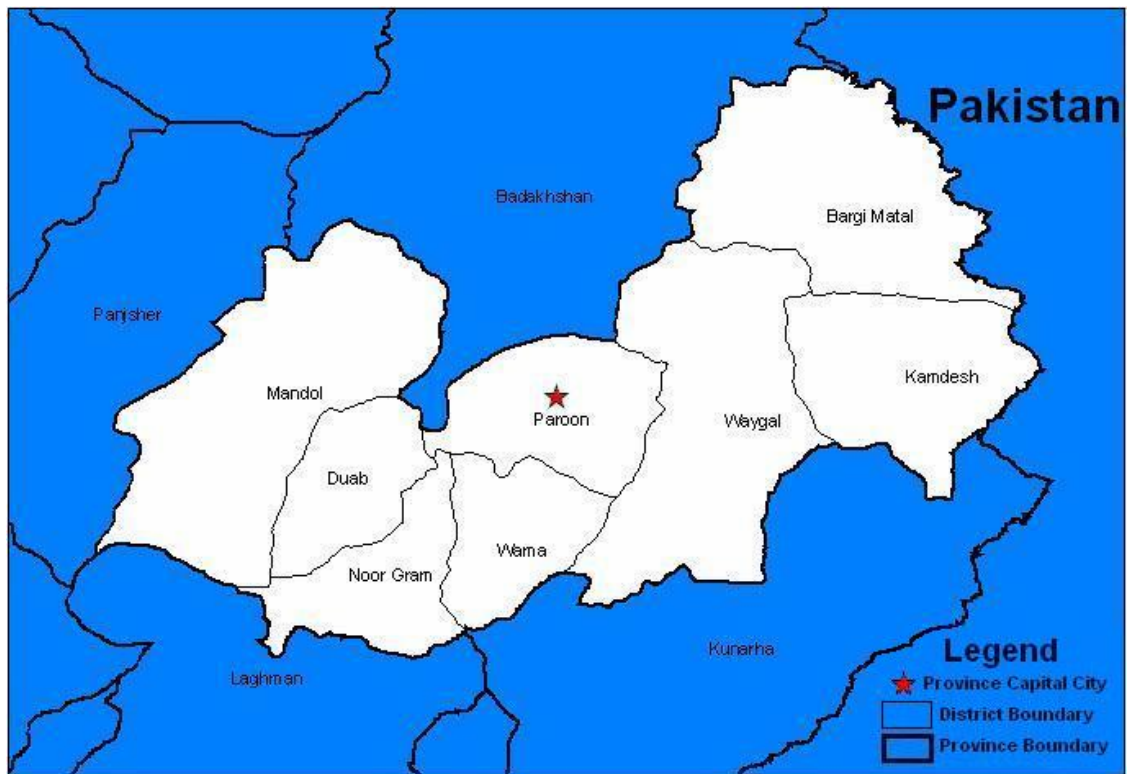 Pakistan
Badakhshan
Bargi Matal
Panjsher
Kamdesh
Mandol
Paroon
Waygal
Duab
Wama
Noor Gram
Kunarha
Laghman
Legend
Province Capital City
District Boundary
Province Boundary